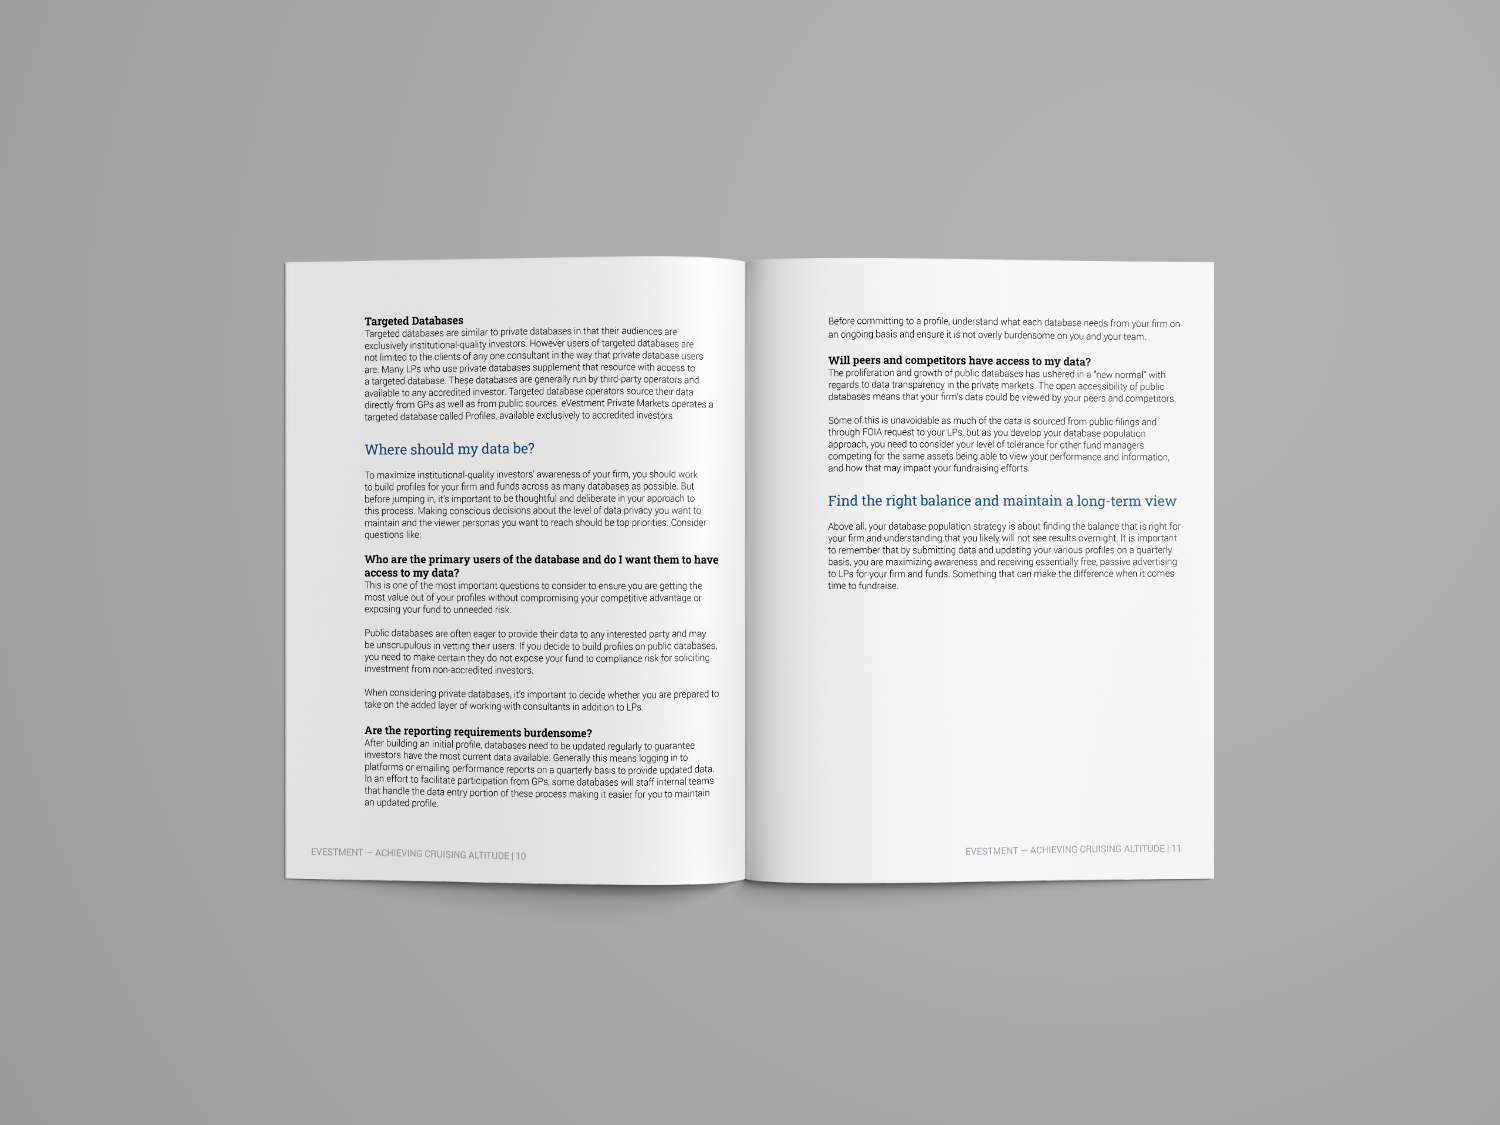 Targeted Databases
Targeted databases are similar to private databases in that their audiences are
exclusively institutional-quality investors. However users of targeted databases are
not limited to the clients of any one consultant in the way that private database users
are. Many LPs who use private databases supplement that resource with access to
a targeted database. These databases are generally run by third-party operators and
available to any accredited investor. Targeted database operators source their data
directly from GPs as well as from public sources. eVestment Private Markets operates a
targeted database called Profiles, available exclusively to accredited investors.
Where should my data be?
To maximize institutional-quality investors' awareness of your firm, you should work
to build profiles for your firm and funds across as many databases as possible. But
before jumping in, it's important to be thoughtful and deliberate in your approach to
this process. Making conscious decisions about the level of data privacy you want to
maintain and the viewer personas you want to reach should be top priorities. Consider
questions like:
Who are the primary users of the database and do I want them to have
access to my data?
This is one of the most important questions to consider to ensure you are getting the
most value out of your profiles without compromising your competitive advantage or
exposing your fund to unneeded risk.
Public databases are often eager to provide their data to any interested party and may
be unscrupulous in vetting their users. If you decide to build profiles on public databases,
you need to make certain they do not expose your fund to compliance risk for soliciting
investment from non-accredited investors.
When considering private databases, it's important to decide whether you are prepared to
take on the added layer of working with consultants in addition to LPs.
Are the reporting requirements burdensome?
After building an initial profile, databases need to be updated regularly to guarantee
investors have the most current data available. Generally this means logging in to
platforms or emailing performance reports on a quarterly basis to provide updated data.
In an effort to facilitate participation from GPs, some databases will staff internal teams
that handle the data entry portion of these process making it easier for you to maintain
an updated profile.
EVESTMENT — ACHIEVING CRUISING ALTITUDE | 10
Before committing to a profile, understand what each database needs from your firm on
an ongoing basis and ensure it is not overly burdensome on you and your team.
Will peers and competitors have access to my data?
The proliferation and growth of public databases has ushered in a "new normal" with
regards to data transparency in the private markets. The open accessibility of public
databases means that your firm's data could be viewed by your peers and competitors.
Some of this is unavoidable as much of the data is sourced from public filings and
through FOIA request to your LPs, but as you develop your database population
approach, you need to consider your level of tolerance for other fund managers
competing for the same assets being able to view your performance and information,
and how that may impact your fundraising efforts.
Find the right balance and maintain a long-term view
Above all, your database population strategy is about finding the balance that is right for
your firm and understanding that you likely will not see results overnight. It is important
to remember that by submitting data and updating your various profiles on a quarterly
basis, you are maximizing awareness and receiving essentially free, passive advertising
to LPs for your firm and funds. Something that can make the difference when it comes
time to fundraise.
EVESTMENT — ACHIEVING CRUISING ALTITUDE | 11